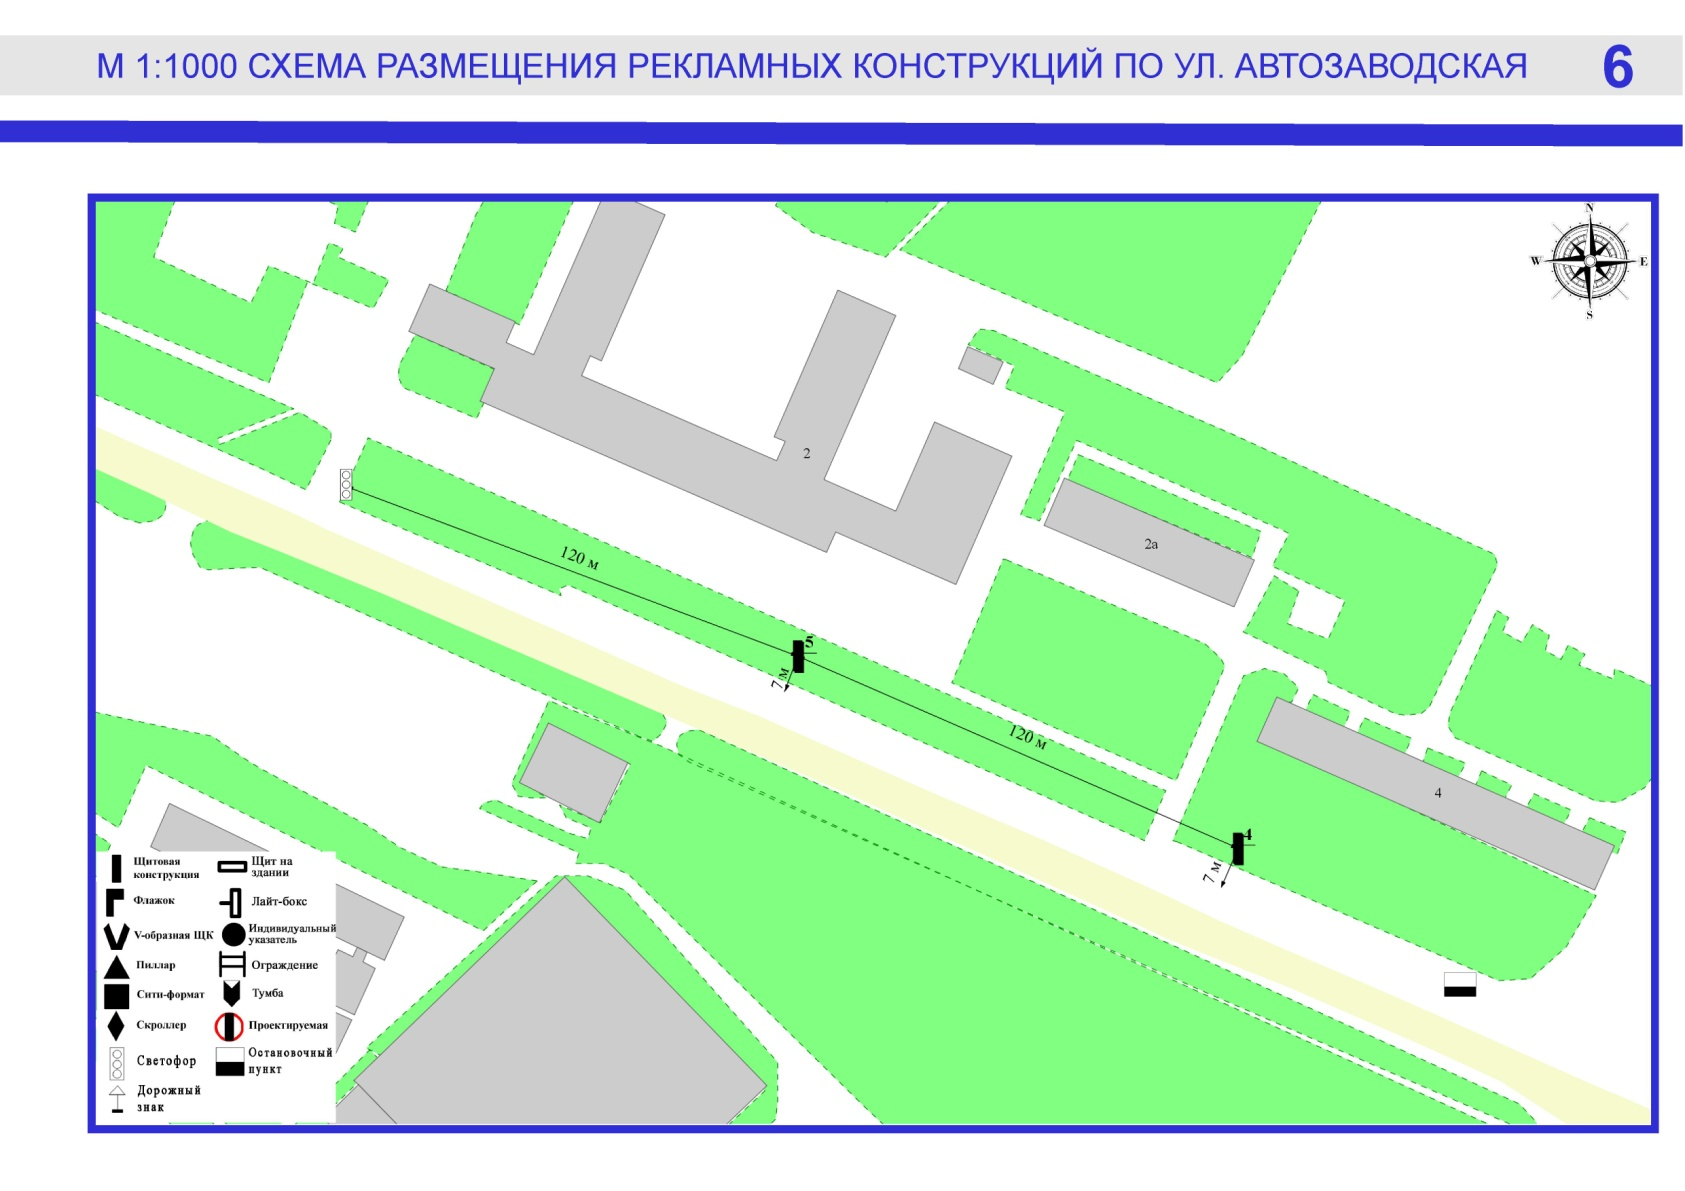 М 1:1000 СХЕМА РАЗМЕЩЕНИЯ РЕКЛАМНЫХ КОНСТРУКЦИЙ ПО УЛ. АВТОЗАВОДСКАЯ 6
N
W E
S
2
2а
120 м
5
7 м
120 м
4
4
7 м
Щитовая конструкция
Щит на здании
Флажок
Лайт-бокс
V-образная ЩК
Индивидуальный указатель
Пиллар
Ограждение
Сити-формат
Тумба
Скроллер
Проектируемая
Светофор
Остановочный пункт
Дорожный знак